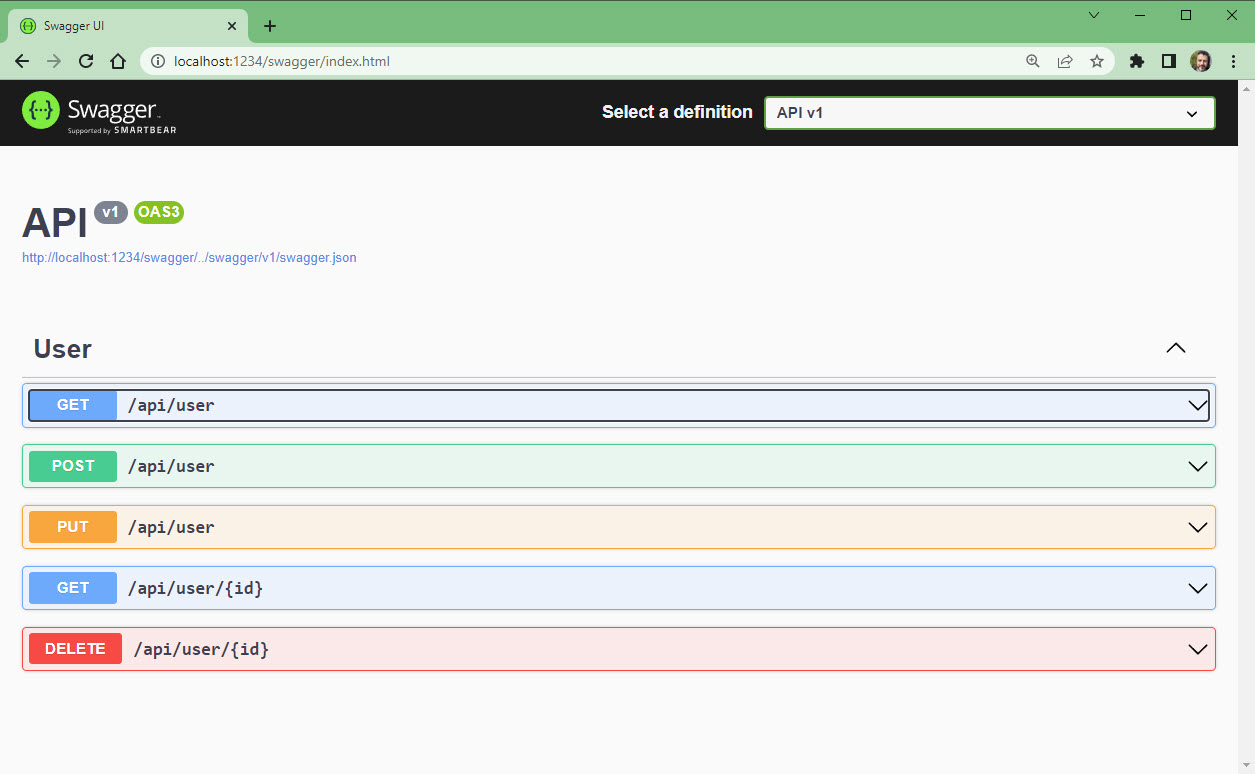 Swagger UI
localhost:1234/swagger/index.html
{···} Swagger™
Supported by SMARTBEAR
Select a definition
API v1
API v1 OAS3
http://localhost:1234/swagger/../swagger/v1/swagger.json
User
GET /api/user
POST /api/user
PUT /api/user
GET /api/user/{id}
DELETE /api/user/{id}